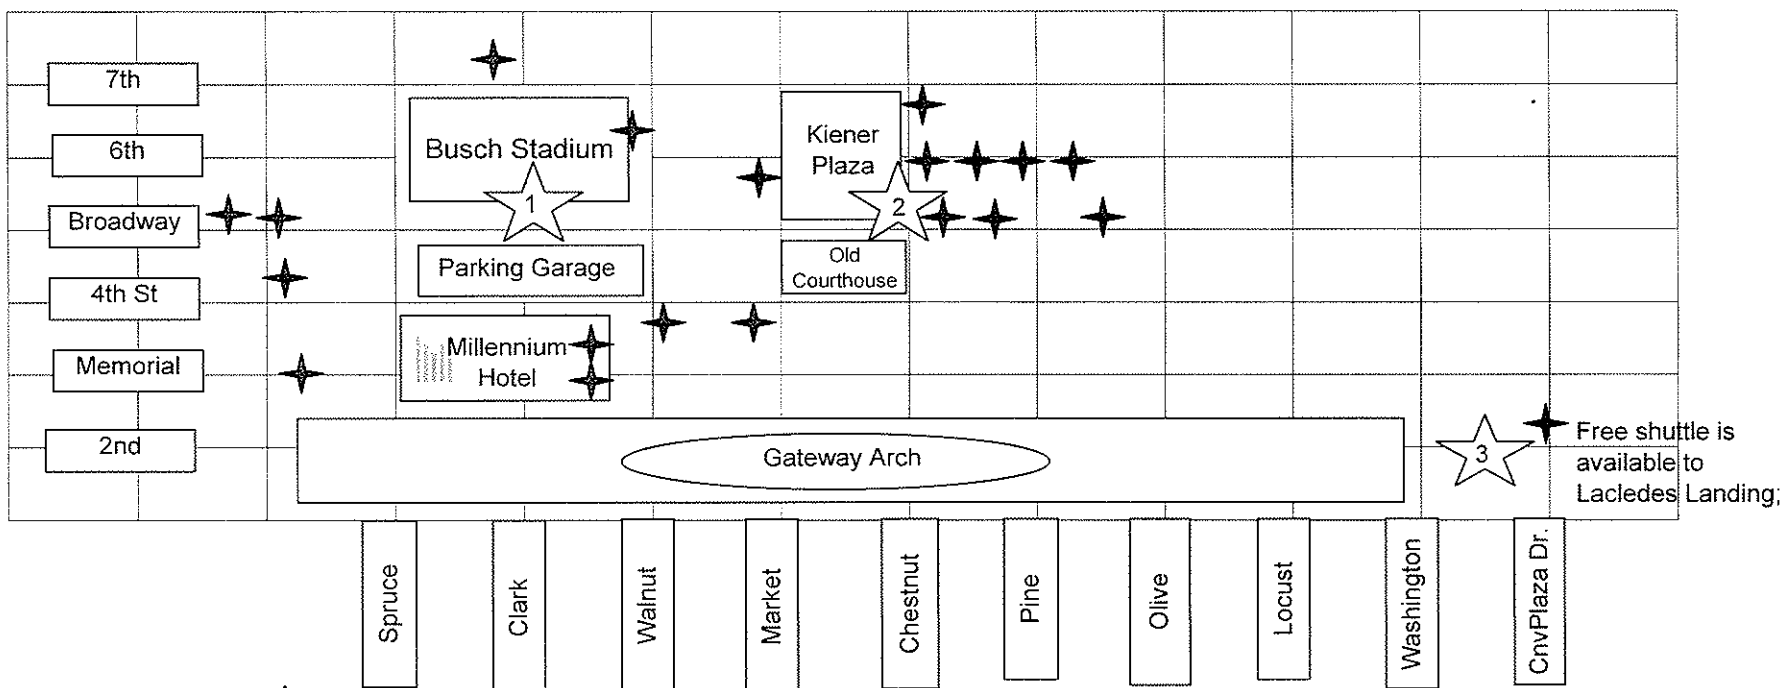 7th
6th
Broadway
4th St
Memorial
2nd
Busch Stadium
1
Parking Garage
Millennium
Hotel
Kiener
Plaza
2
Old
Courthouse
Gateway Arch
3
Free shuttle is
available to
Lacledes Landing;
Spruce
Clark
Walnut
Market
Chestnut
Pine
Olive
Locust
Washington
CnvPlaza Dr.